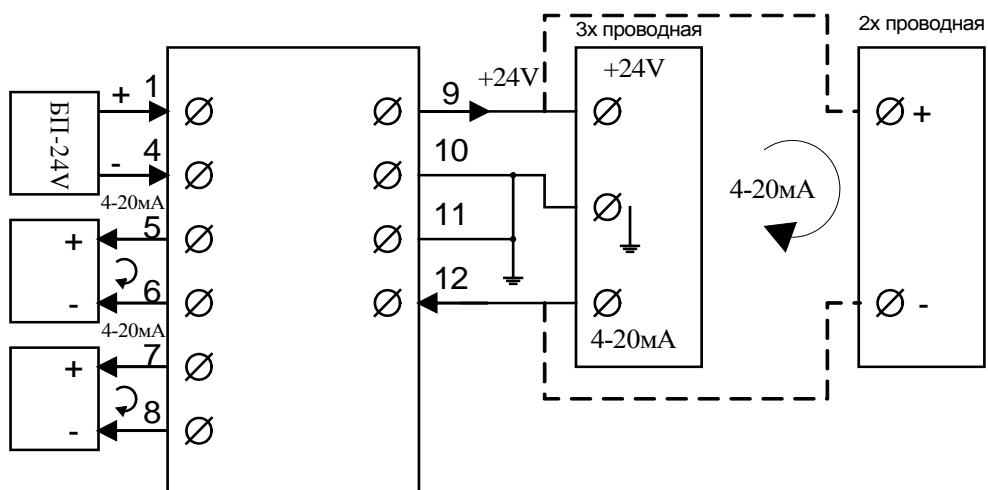 3х проводная
2х проводная
БП-24V
+
1
9
+24V
+24V
+
-
4
10
4-20мА
4-20мА
+
5
11
-
6
12
-
4-20мА
4-20мА
+
7
-
8